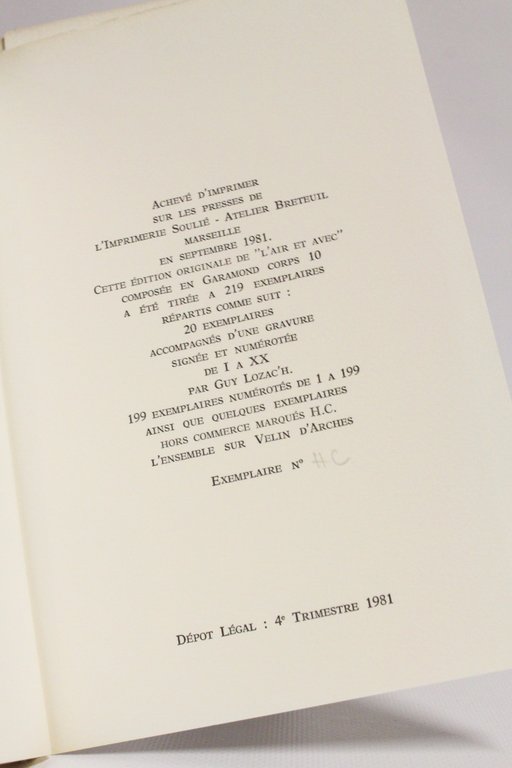 ACHEVÉ D'IMPRIMER
SUR LES PRESSES DE
L'IMPRIMERIE SOULIÉ - ATELIER BRETEUIL
MARSEILLE
EN SEPTEMBRE 1981.
CETTE ÉDITION ORIGINALE DE "L'AIR ET AVEC"
COMPOSÉE EN GARAMOND CORPS 10
A ÉTÉ TIRÉE A 219 EXEMPLAIRES
RÉPARTIS COMME SUIT :
20 EXEMPLAIRES
ACCOMPAGNÉS D'UNE GRAVURE
SIGNÉE ET NUMÉROTÉE
DE I A XX
PAR GUY LOZAC'H.
199 EXEMPLAIRES NUMÉROTÉS DE 1 A 199
AINSI QUE QUELQUES EXEMPLAIRES
HORS COMMERCE MARQUÉS H.C.
L'ENSEMBLE SUR VELIN D'ARCHES
EXEMPLAIRE N° HC
DÉPOT LÉGAL : 4e TRIMESTRE 1981